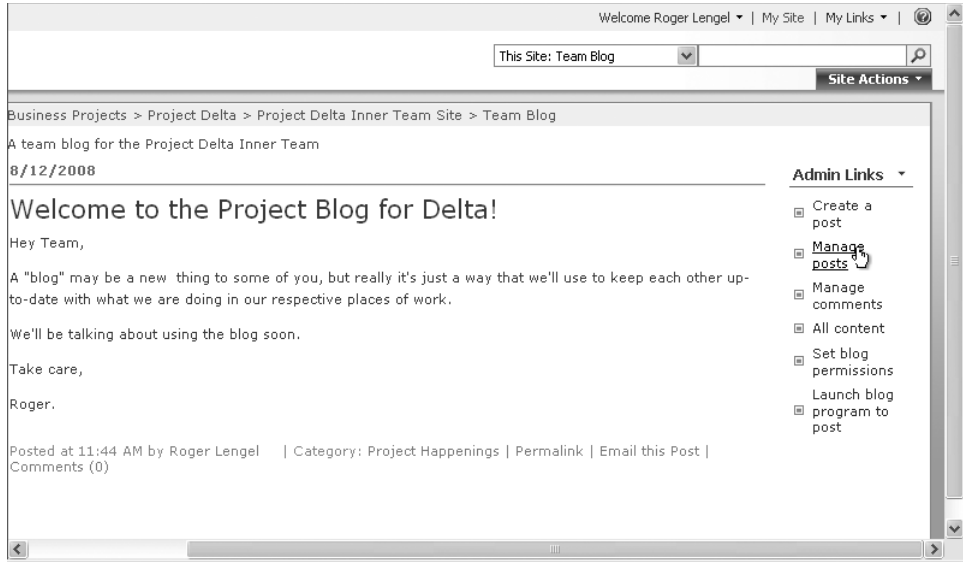 Welcome Roger Lengel | My Site | My Links |
This Site: Team Blog
Site Actions
Business Projects > Project Delta > Project Delta Inner Team Site > Team Blog
A team blog for the Project Delta Inner Team
8/12/2008
Welcome to the Project Blog for Delta!
Hey Team,
A "blog" may be a new thing to some of you, but really it's just a way that we'll use to keep each other up-
to-date with what we are doing in our respective places of work.
We'll be talking about using the blog soon.
Take care,
Roger.
Posted at 11:44 AM by Roger Lengel | Category: Project Happenings | Permalink | Email this Post |
Comments (0)
Admin Links
Create a
post
Manage
posts
Manage
comments
All content
Set blog
permissions
Launch blog
program to
post